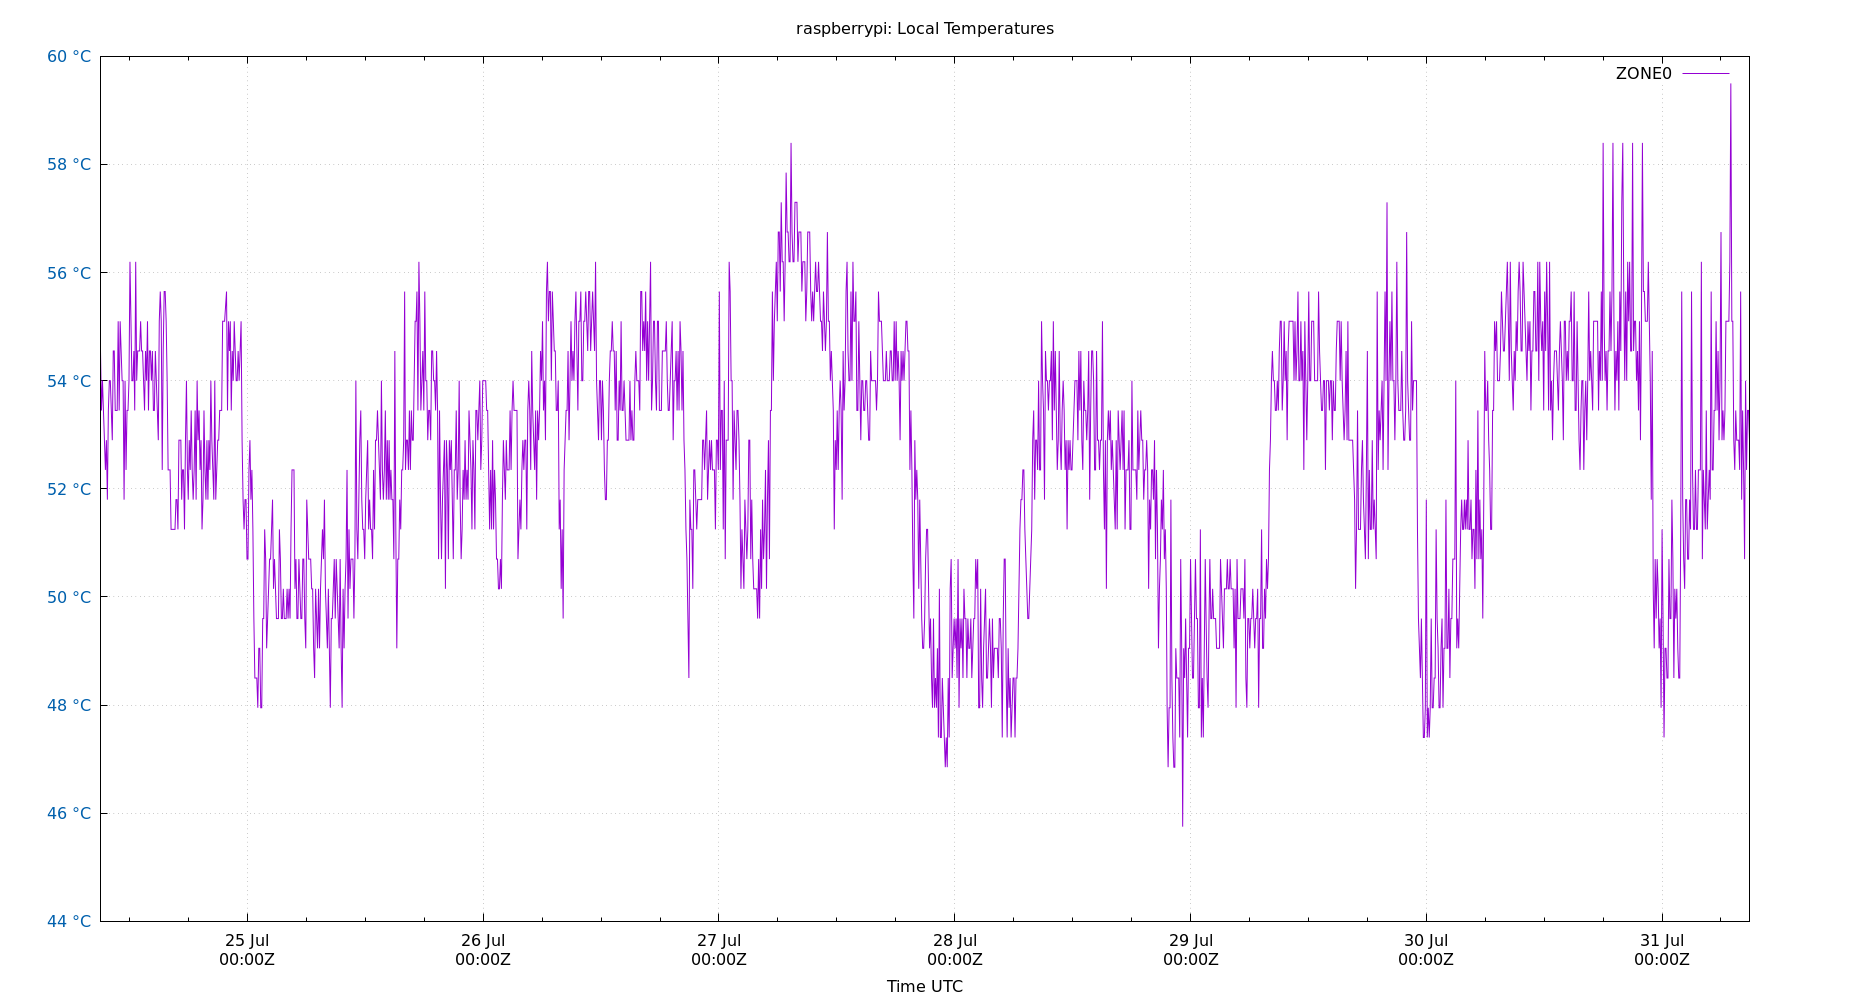 raspberrypi: Local Temperatures
60 °C
ZONE0
58 °C
56 °C
54 °C
52 °C
50 °C
48 °C
46 °C
44 °C
25 Jul 26 Jul 27 Jul 28 Jul 29 Jul 30 Jul 31 Jul
00:00Z 00:00Z 00:00Z 00:00Z 00:00Z 00:00Z 00:00Z
Time UTC